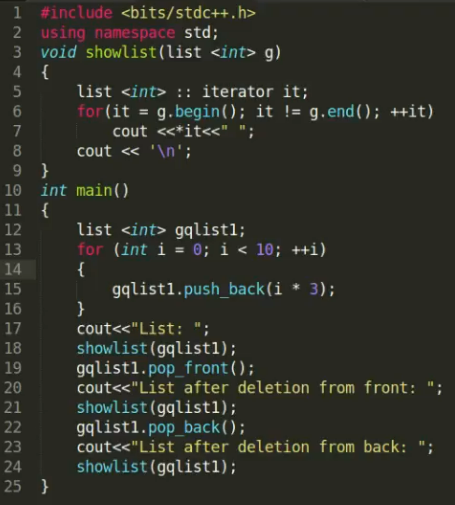 1 #include <bits/stdc++.h>
2 using namespace std;
3 void showlist(list <int> g)
4 {
5     list <int> :: iterator it;
6     for(it = g.begin(); it != g.end(); ++it)
7         cout <<*it<<" ";
8     cout << '\n';
9 }
10 int main()
11 {
12     list <int> gqlist1;
13     for (int i = 0; i < 10; ++i)
14     {
15         gqlist1.push_back(i * 3);
16     }
17     cout<<"List: ";
18     showlist(gqlist1);
19     gqlist1.pop_front();
20     cout<<"List after deletion from front: ";
21     showlist(gqlist1);
22     gqlist1.pop_back();
23     cout<<"List after deletion from back: ";
24     showlist(gqlist1);
25 }